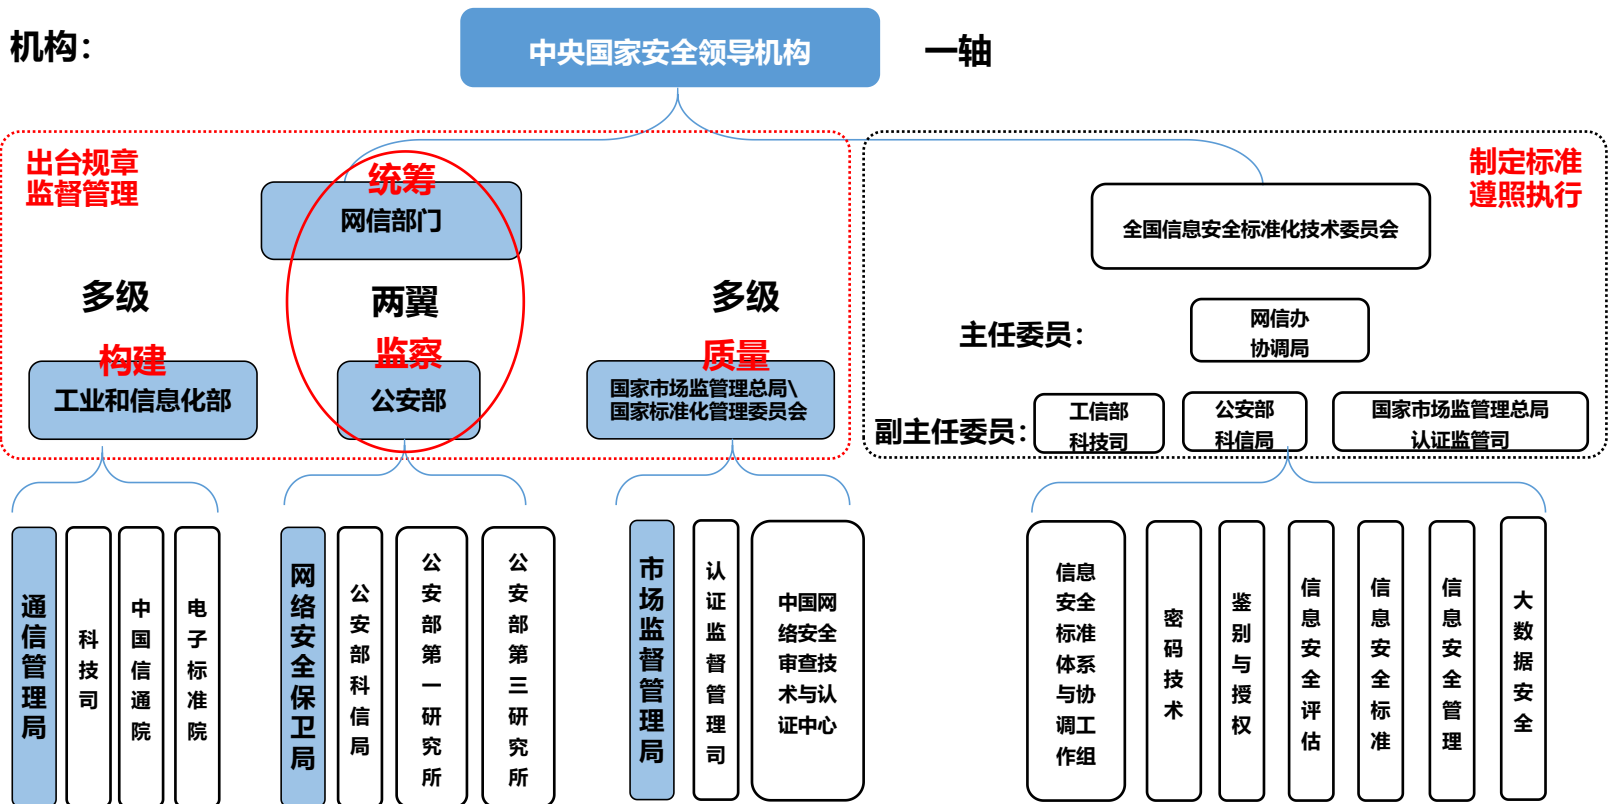 机构：
中央国家安全领导机构
一轴
出台规章
监督管理
统筹
网信部门
制定标准
遵照执行
全国信息安全标准化技术委员会
多级
两翼
多级
主任委员：
网信办
协调局
构建
工业和信息化部
监察
公安部
质量
国家市场监管理总局\
国家标准化管理委员会
副主任委员：
工信部
科技司
公安部
科信局
国家市场监管理总局
认证监管司
通信管理局
科技司
中国信通院
电子标准院
网络安全保卫局
公安部科信局
公安部第一研究所
公安部第三研究所
市场监督管理局
认证监督管理司
中国网
络安全
审查技
术与认
证中心
信息
安全
标准
体系
与协
调工
作组
密码技术
鉴别与授权
信息安全评估
信息安全标准
信息安全管理
大数据安全